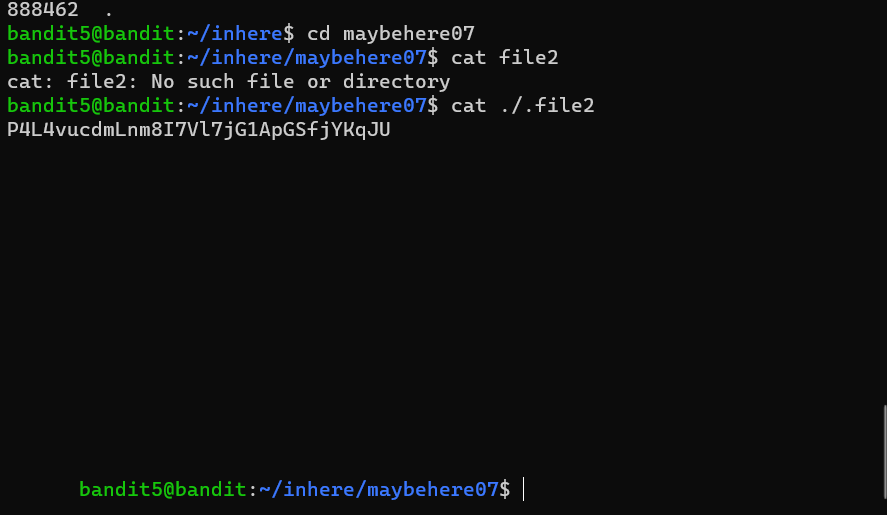 888462  .
bandit5@bandit:~/inhere$ cd maybehere07
bandit5@bandit:~/inhere/maybehere07$ cat file2
cat: file2: No such file or directory
bandit5@bandit:~/inhere/maybehere07$ cat ./.file2
P4L4vucdmLnm8I7Vl7jG1ApGSfjYKqJU
bandit5@bandit:~/inhere/maybehere07$